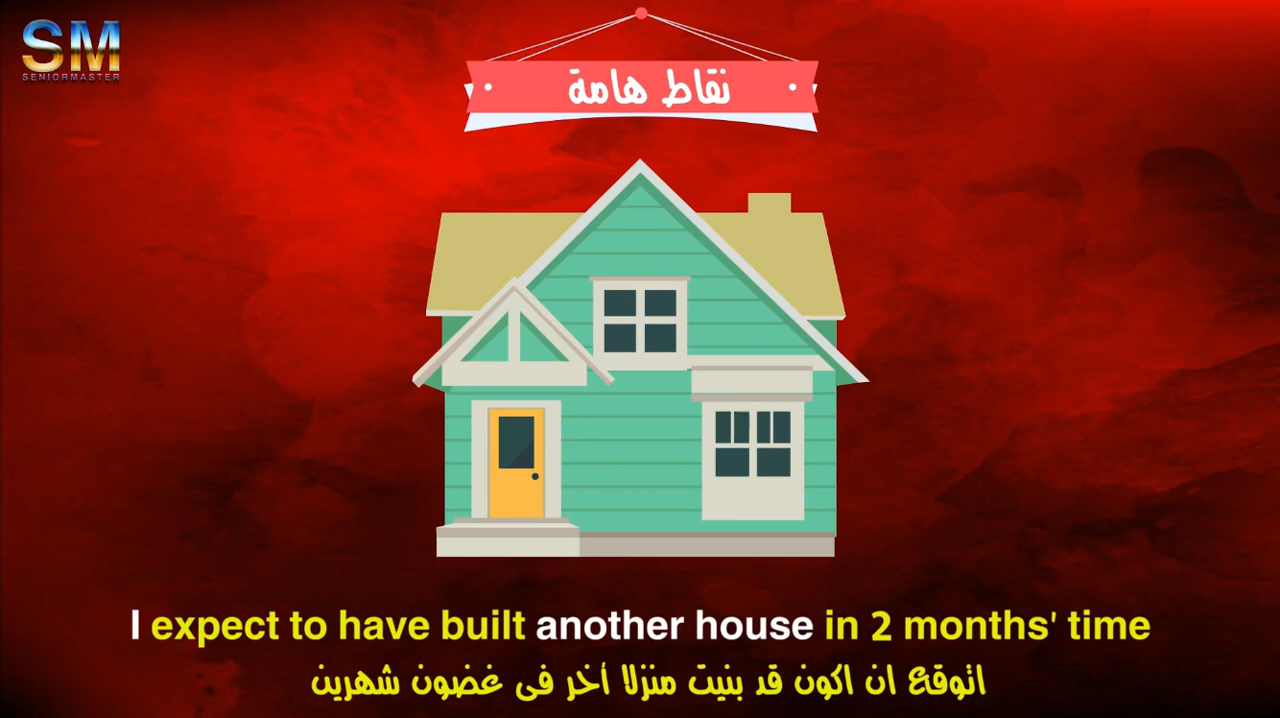 SM
SENIORMASTER
نقاط هامة
I expect to have built another house in 2 months' time
اتوقع ان اكون قد بنيت منزلا أخر فى غضون شهرين